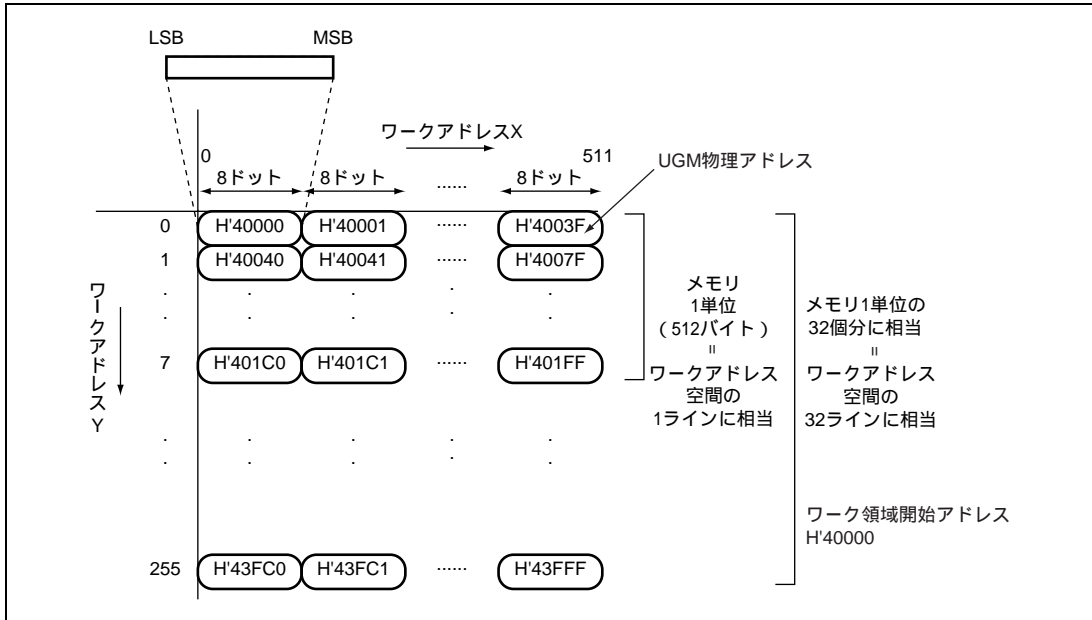 LSB MSB
ワークアドレスX
0 511
UGM物理アドレス
8ドット 8ドット ...... 8ドット
0 H'40000 H'40001 ...... H'4003F
1 H'40040 H'40041 ...... H'4007F
7 H'401C0 H'401C1 ...... H'401FF
255 H'43FC0 H'43FC1 ...... H'43FFF
ワークアドレスY
メモリ
1単位
(512バイト)
=
ワークアドレス
空間の
1ラインに相当
メモリ1単位の
32個分に相当
=
ワークアドレス
空間の
32ラインに相当
ワーク領域開始アドレス
H'40000